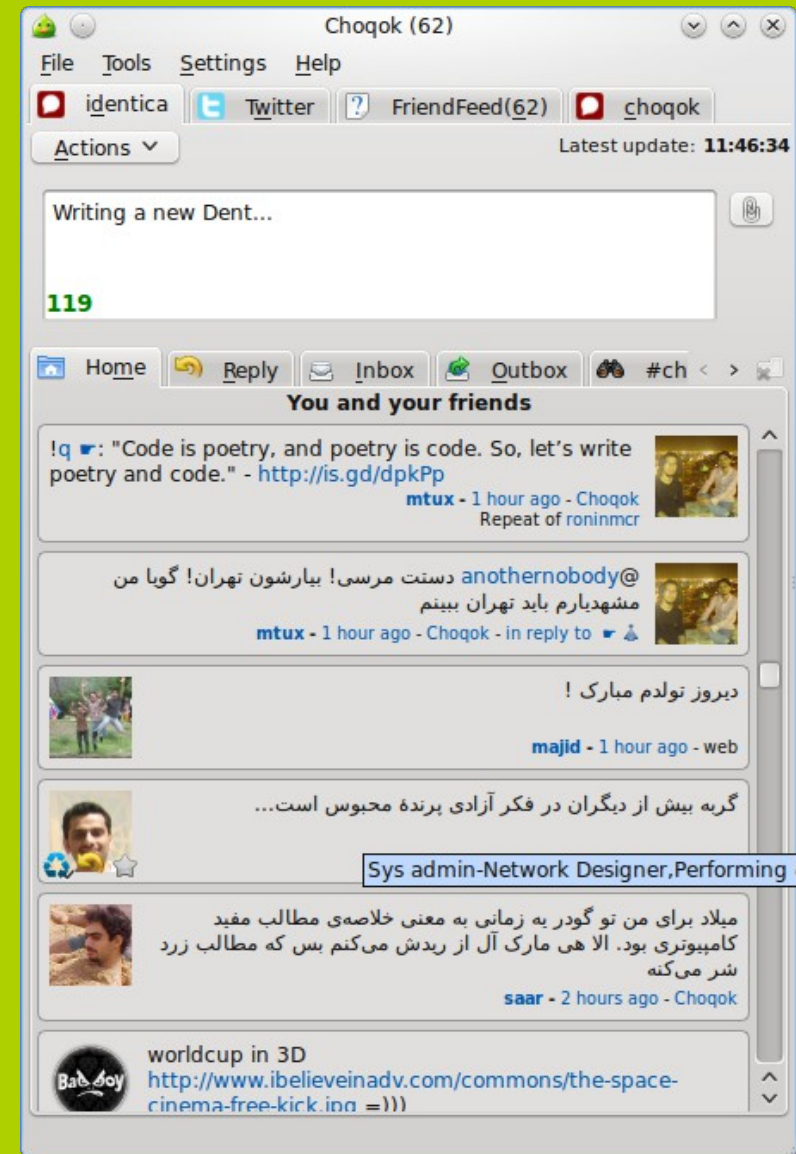 Choqok (62)
File Tools Settings Help
identica Twitter FriendFeed(62) choqok
Actions Latest update: 11:46:34
Writing a new Dent...
119
Home Reply Inbox Outbox #ch
You and your friends
!q ☛: "Code is poetry, and poetry is code. So, let's write
poetry and code." - http://is.gd/dpkPp
mtux - 1 hour ago - Choqok
Repeat of roninmcr
@anothernobody دستت مرسی! بیارشون تهران! گویا من
مشهدبارم باید تهران ببینم
mtux - 1 hour ago - Choqok - in reply to ☛
دیروز تولدم مبارک !
majid - 1 hour ago - web
گربه بیش از دیگران در فکر آزادی پرندهٔ محبوس است...
Sys admin-Network Designer,Performing
میلاد برای من تو گودر یه زمانی به معنی خلاصه‌ی مطالب مفید
کامپیوتری بود. الا هی مارک آل از ریدش می‌کنم بس که مطالب زرد
شر می‌کنه
saar - 2 hours ago - Choqok
Bad Boy
worldcup in 3D
http://www.ibelieveinadv.com/commons/the-space-
cinema-free-kick.jpg =)))